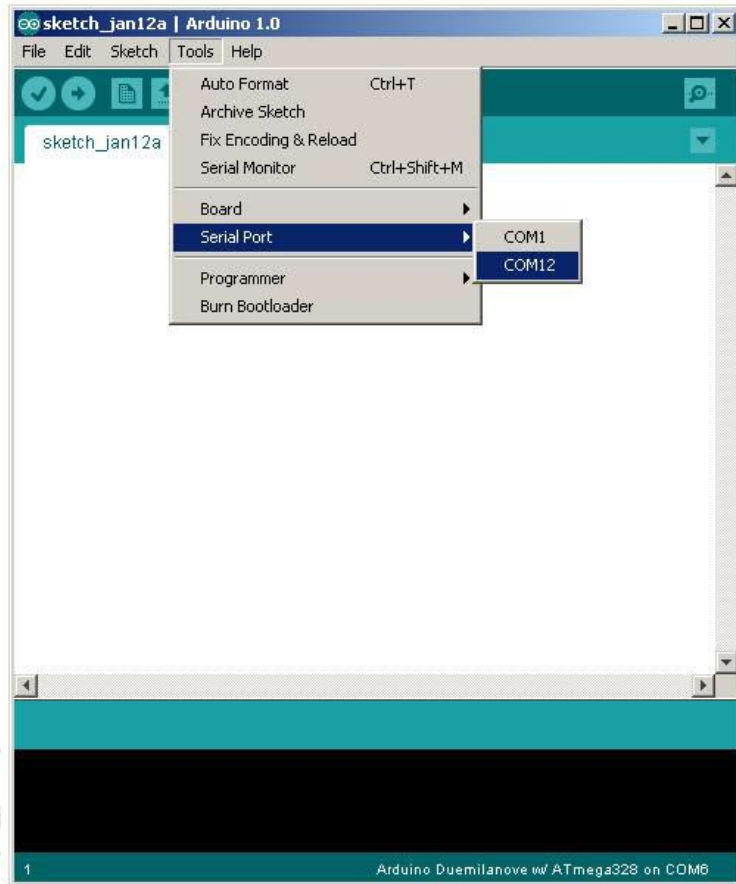 sketch_jan12a | Arduino 1.0
File Edit Sketch Tools Help
Auto Format Ctrl+T
Archive Sketch
sketch_jan12a
Fix Encoding & Reload
Serial Monitor Ctrl+Shift+M
Board
Serial Port
COM1
COM12
Programmer
Burn Bootloader
1
Arduino Duemilanove w/ ATmega328 on COM6